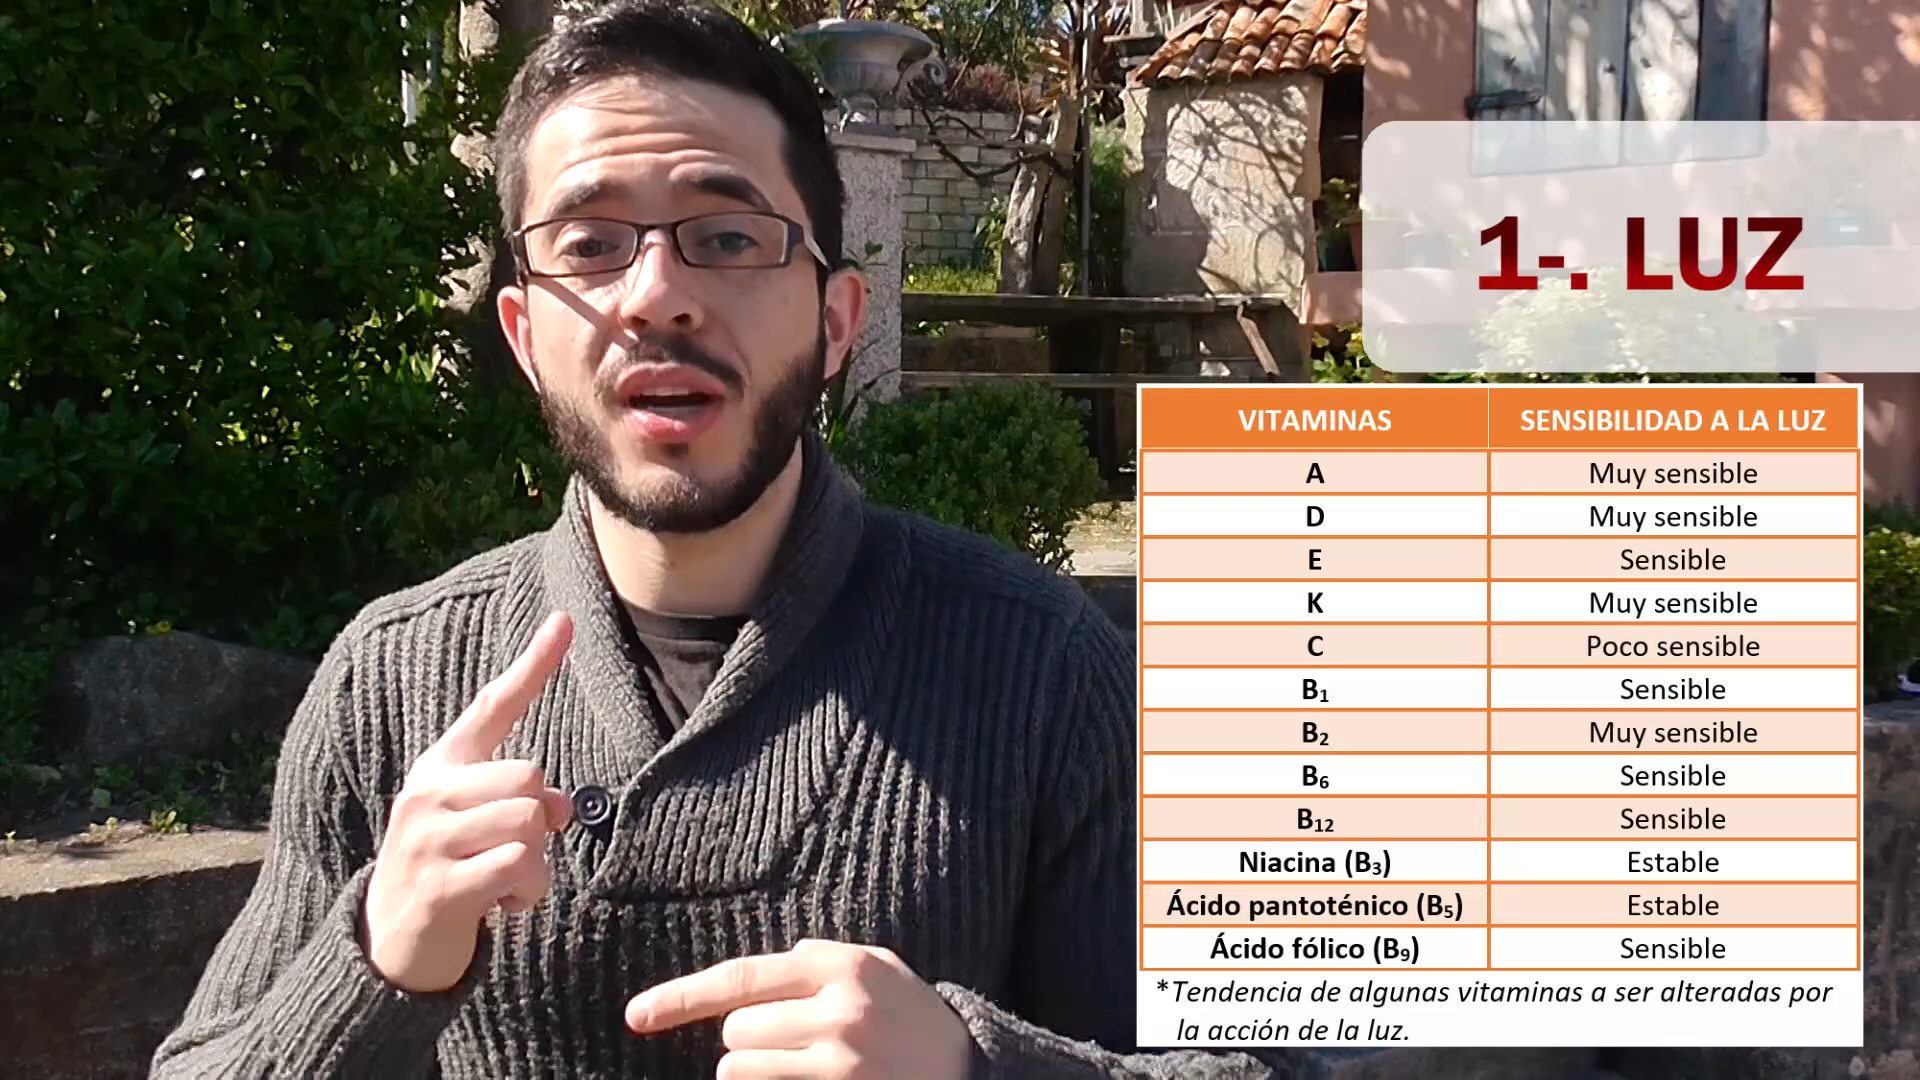 1-. LUZ
VITAMINAS SENSIBILIDAD A LA LUZ
A Muy sensible
D Muy sensible
E Sensible
K Muy sensible
C Poco sensible
B₁ Sensible
B₂ Muy sensible
B₆ Sensible
B₁₂ Sensible
Niacina (B₃) Estable
Ácido pantoténico (B₅) Estable
Ácido fólico (B₉) Sensible
*Tendencia de algunas vitaminas a ser alteradas por
la acción de la luz.